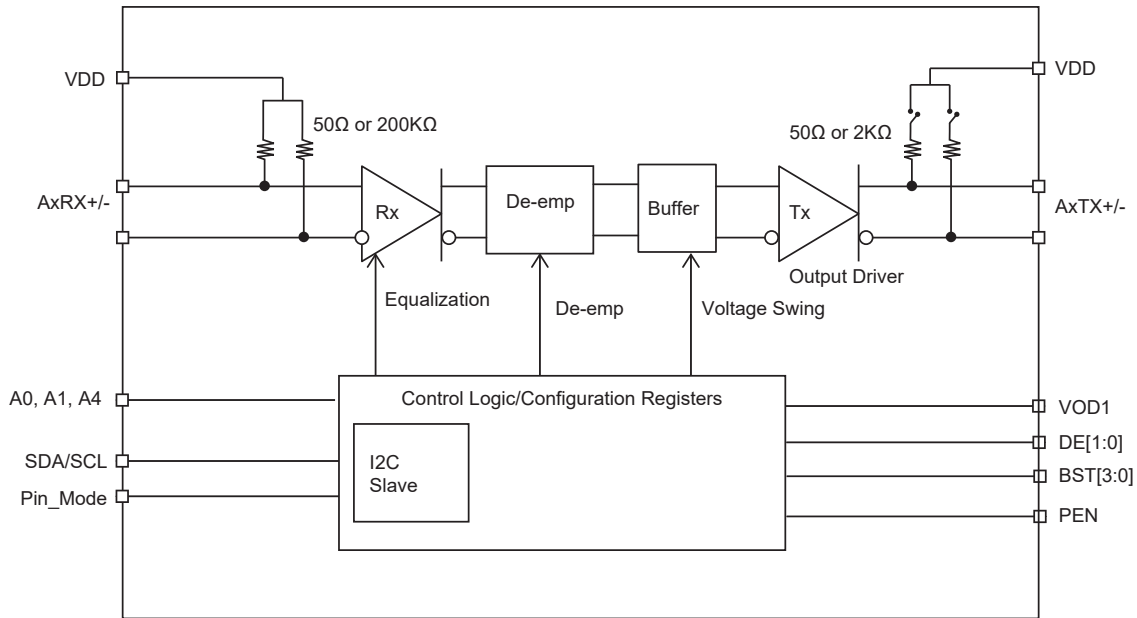 VDD
VDD
50Ω or 200KΩ
50Ω or 2KΩ
AxRX+/-
Rx
De-emp
Buffer
Tx
AxTX+/-
Output Driver
Equalization
De-emp
Voltage Swing
A0, A1, A4
Control Logic/Configuration Registers
VOD1
DE[1:0]
SDA/SCL
I2C
Slave
BST[3:0]
Pin_Mode
PEN